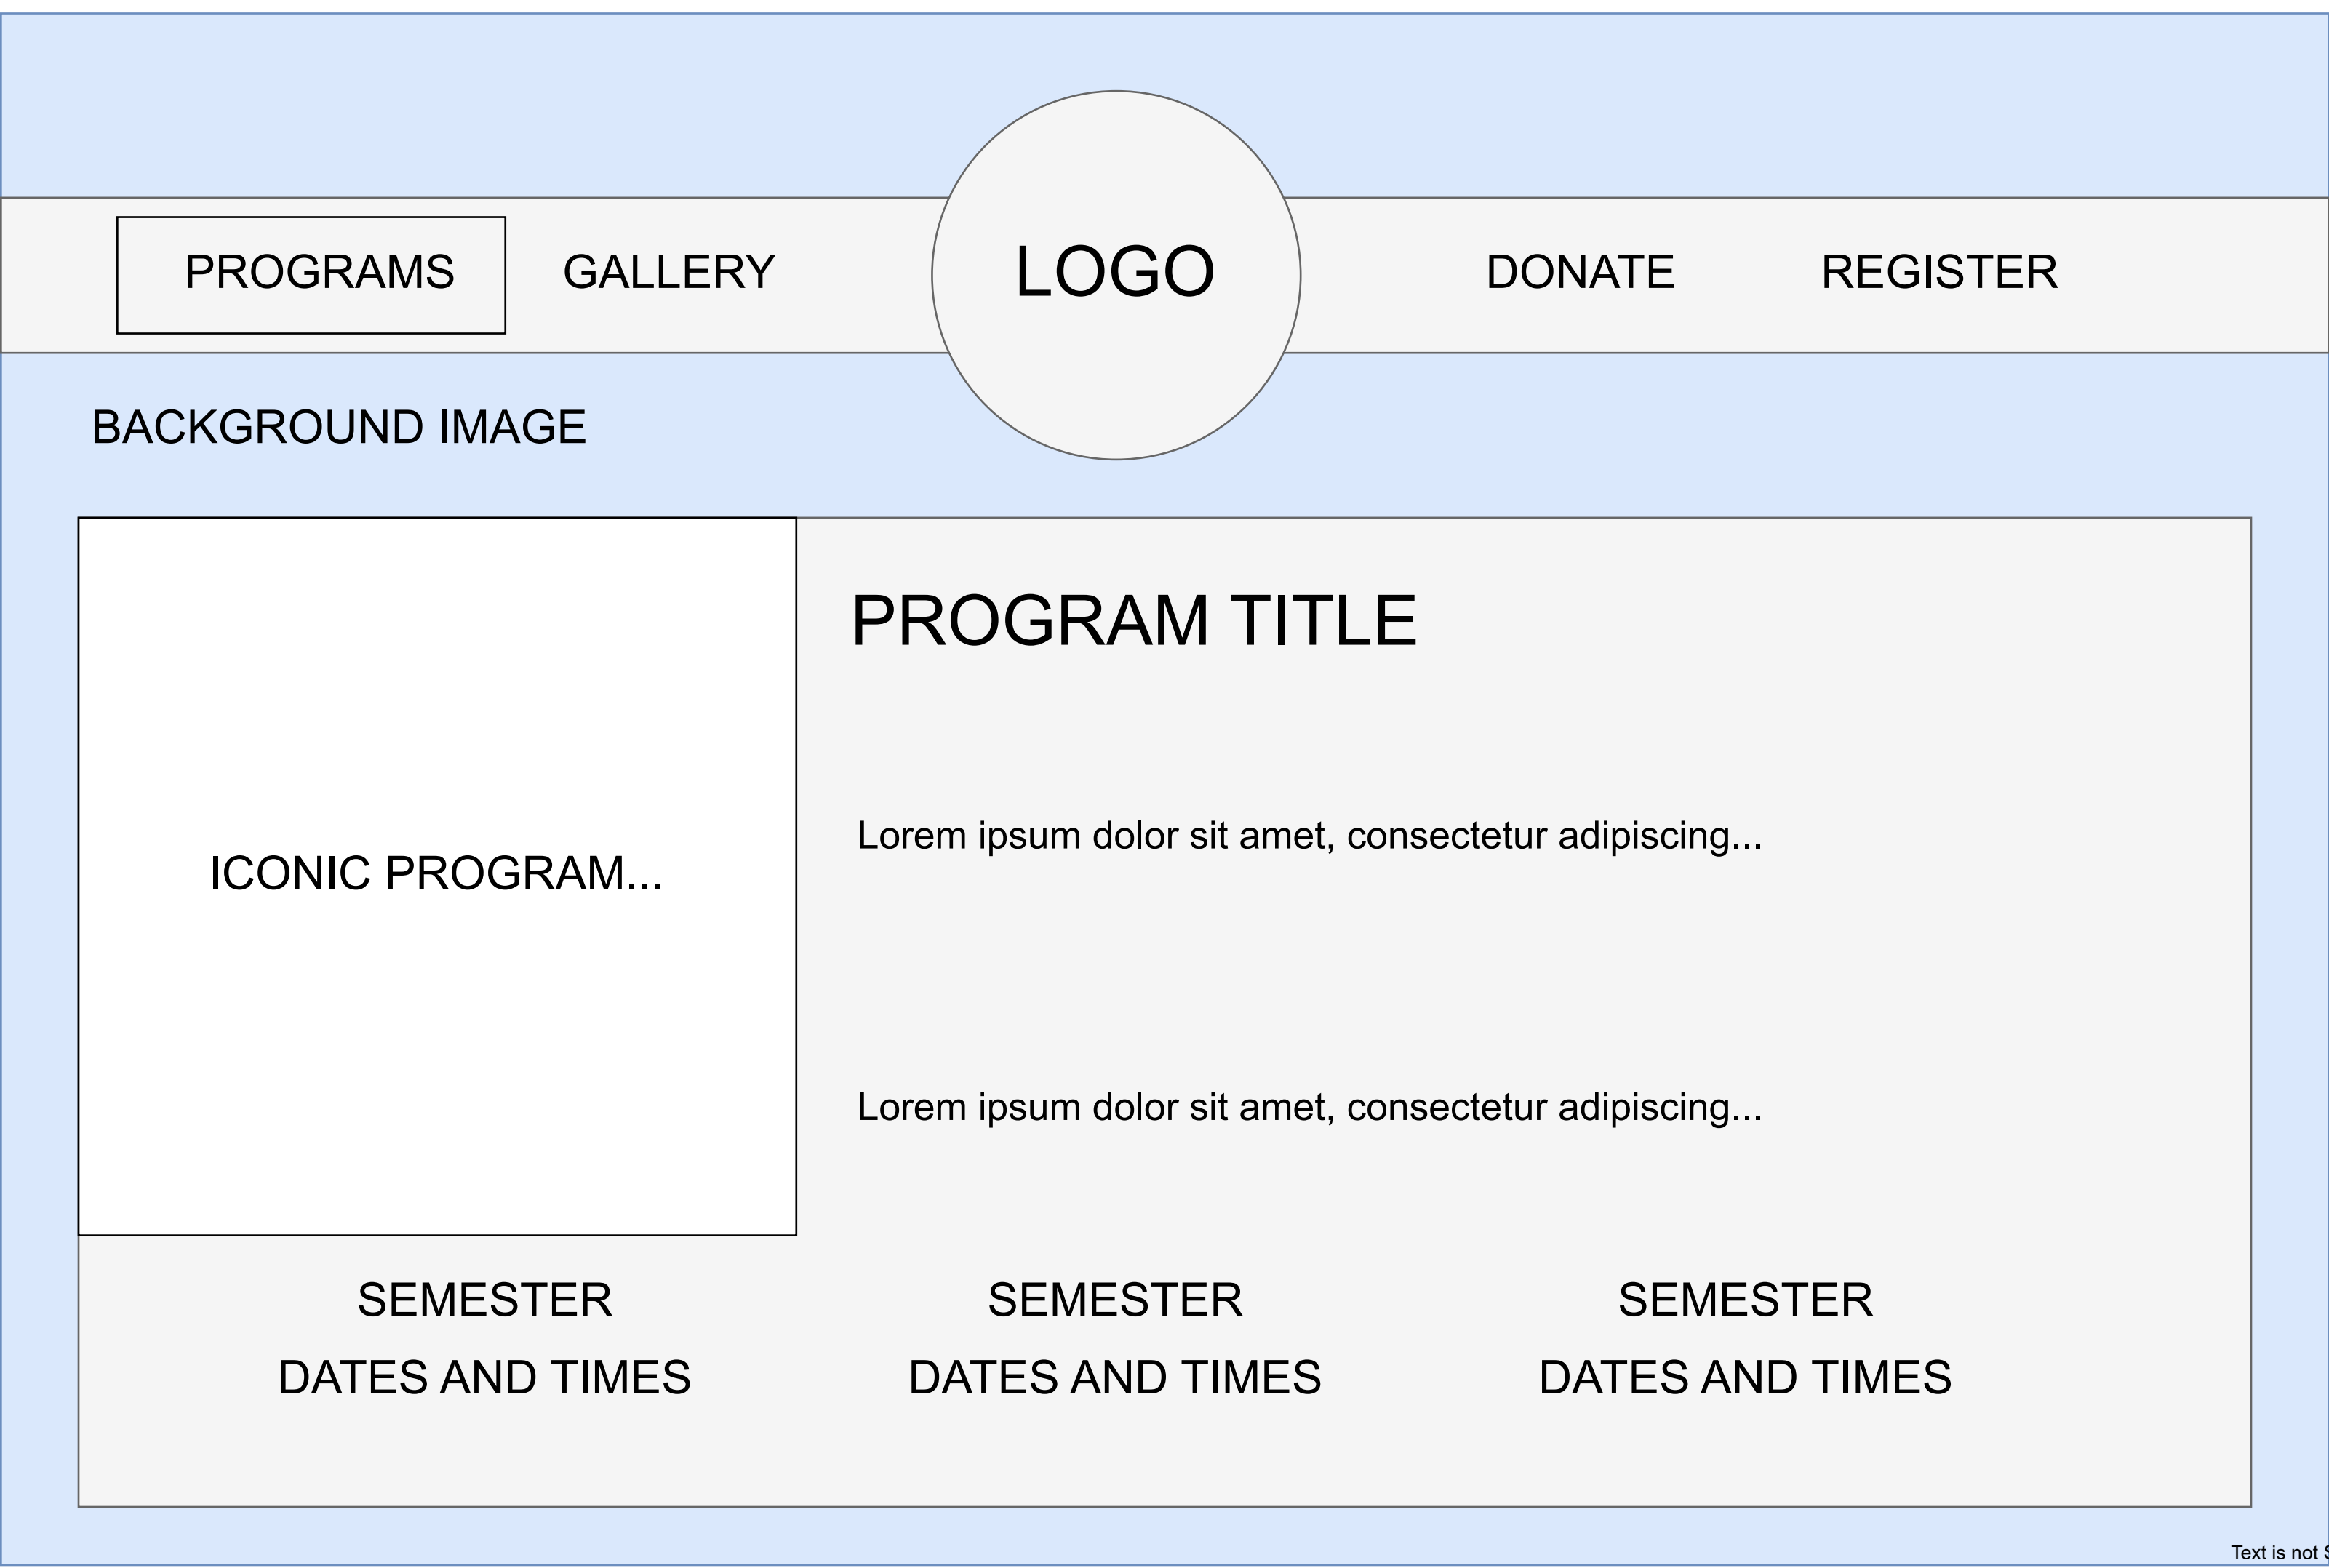 PROGRAMS GALLERY LOGO DONATE REGISTER
BACKGROUND IMAGE
PROGRAM TITLE
Lorem ipsum dolor sit amet, consectetur adipiscing...
ICONIC PROGRAM...
Lorem ipsum dolor sit amet, consectetur adipiscing...
SEMESTER SEMESTER SEMESTER
DATES AND TIMES DATES AND TIMES DATES AND TIMES
Text is not